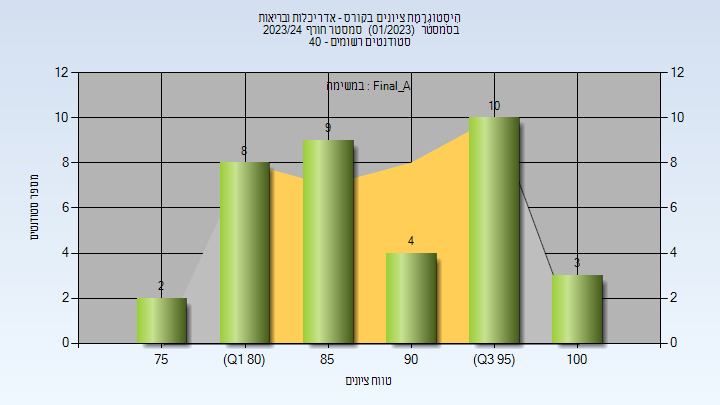 היסטוגרמת ציונים בקורס - אדריכלות ובריאות
בסמסטר (01/2023) סמסטר חורף 2023/24
סטודנטים רשומים - 40
במשימה : Final_A
12 12
10 10
8 8
6 6
4 4
2 2
0 0
2 8 9 4 10 3
75 (Q1 80) 85 90 (Q3 95) 100
מספר סטודנטים
טווח ציונים